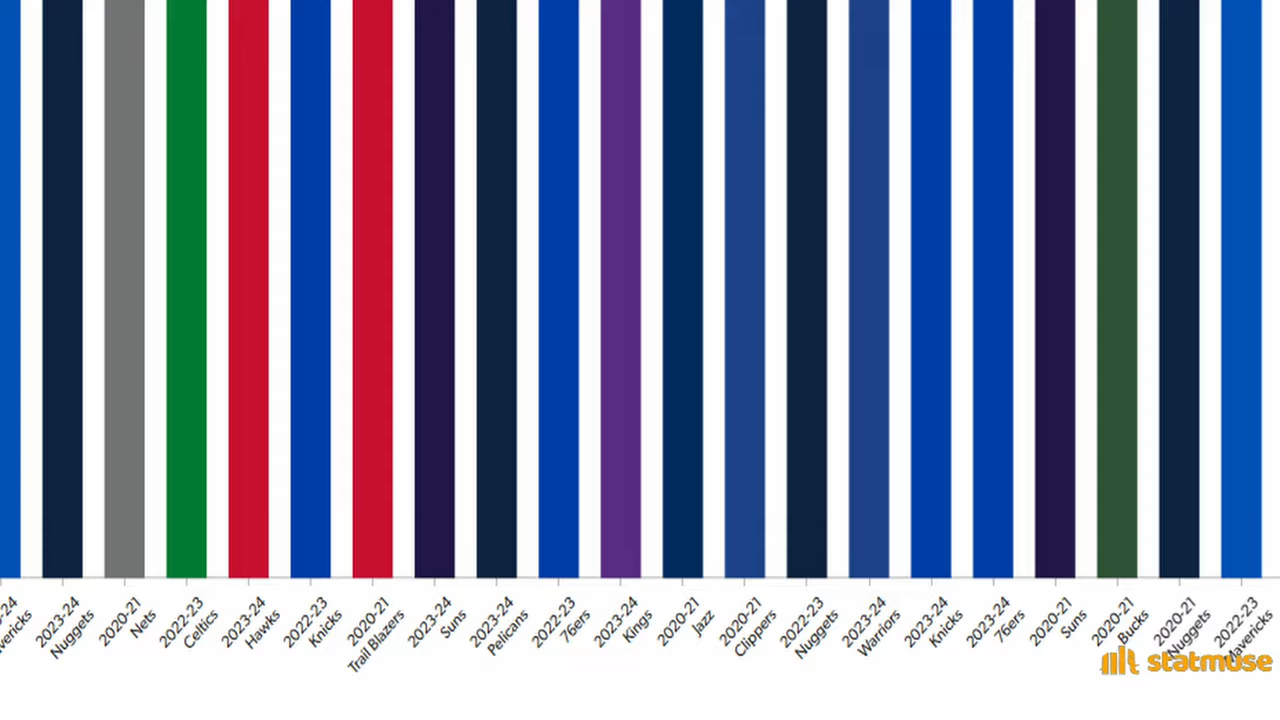 -24
vericks
2023-24
Nuggets
2020-21
Nets
2022-23
Celtics
2023-24
Hawks
2022-23
Knicks
2020-21
Trail Blazers
2023-24
Suns
2023-24
Pelicans
2022-23
76ers
2023-24
Kings
2020-21
Jazz
2020-21
Clippers
2022-23
Nuggets
2023-24
Warriors
2023-24
Knicks
2023-24
76ers
2020-21
Suns
2020-21
Bucks
2020-21
Nuggets
2022-23
Mavericks
statmuse